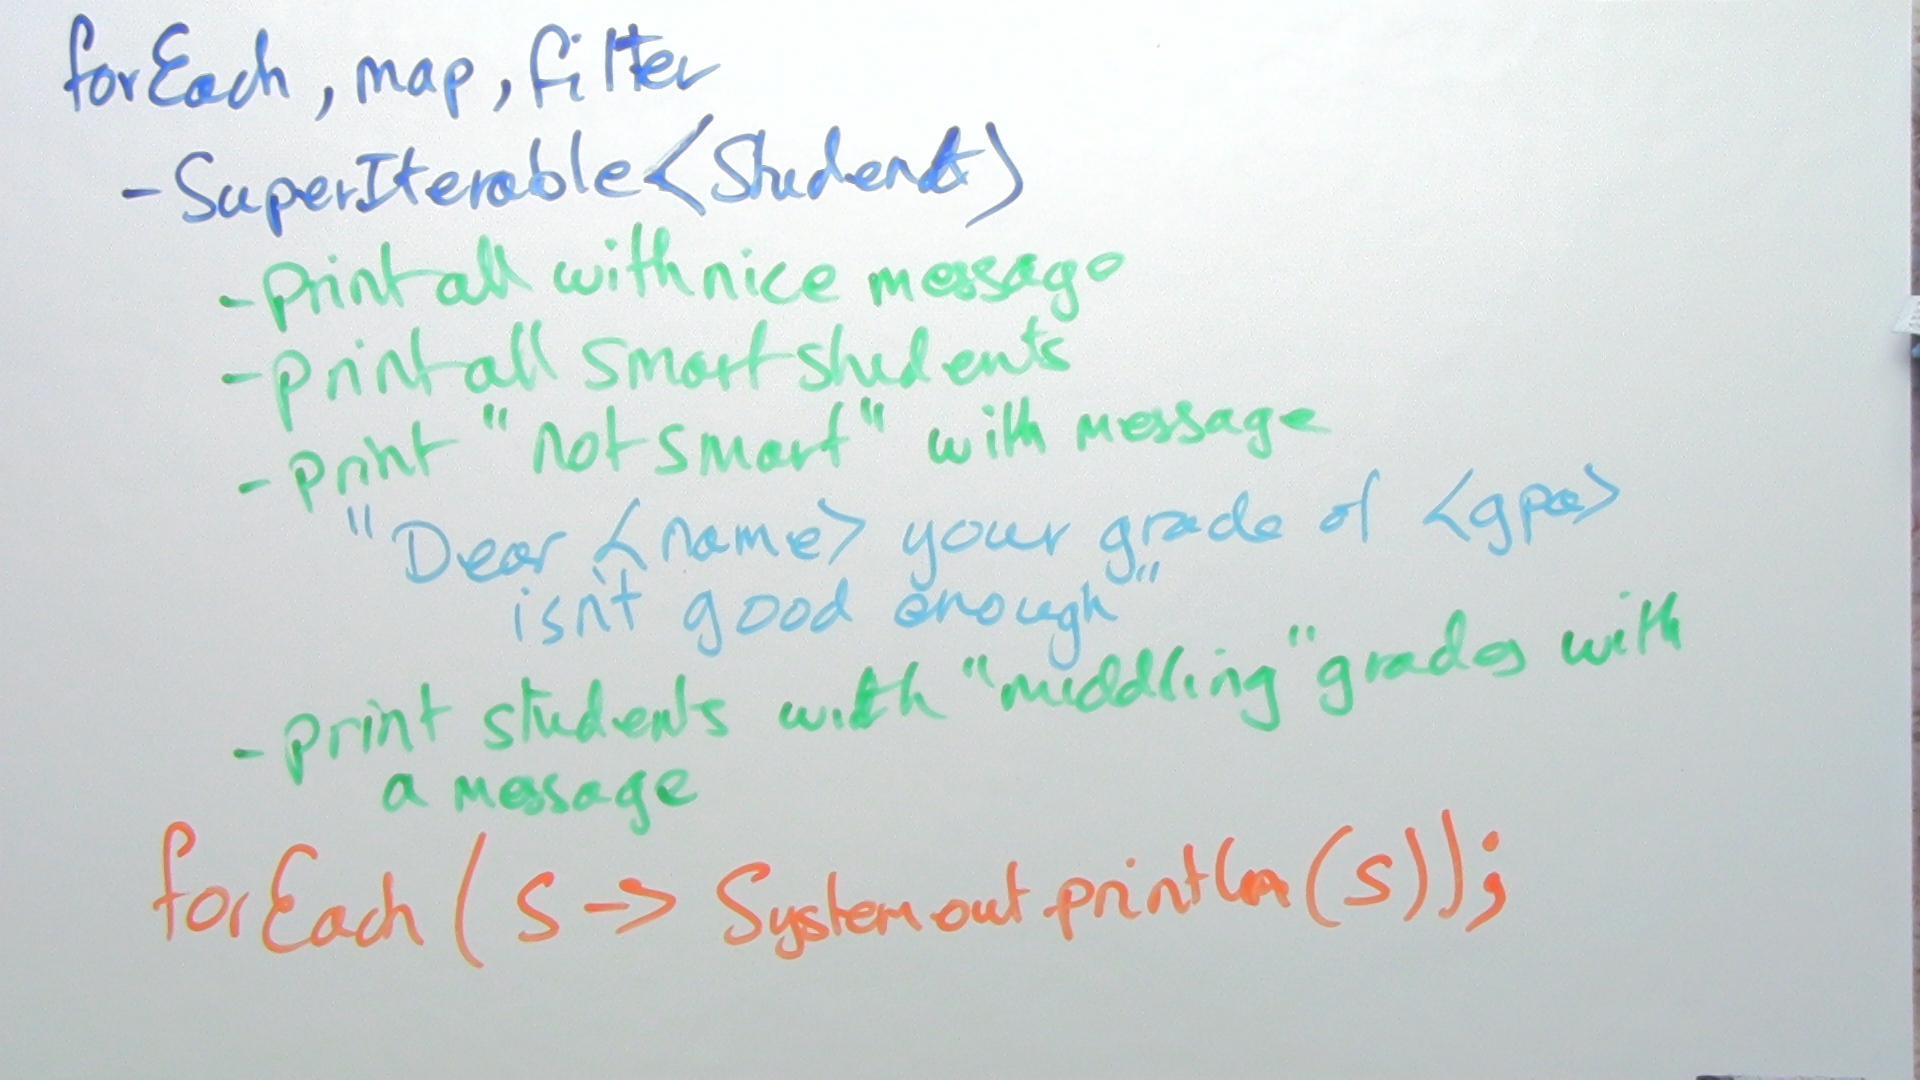 forEach, map, filter
- SuperIterable<Student>
- print all with nice message
- print all smart students
- print "not smart" with message
"Dear <name> your grade of <gpa>
isn't good enough"
- print students with "middling" grades with
a message
forEach(s -> System.out.println(s));